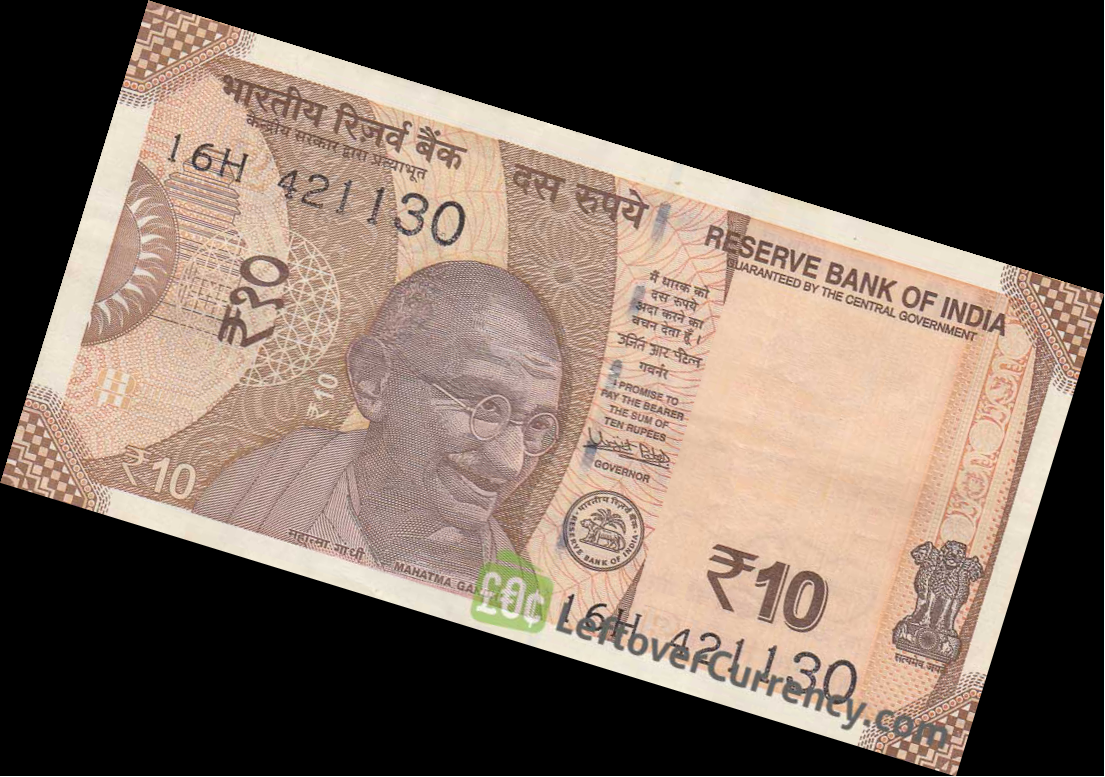 भारतीय रिज़र्व बैंक
केन्द्रीय सरकार द्वारा प्रत्याभूत
16H 421130
दस रुपये
₹१०
₹10
₹10
महात्मा गांधी
MAHATMA
RESERVE BANK OF INDIA
GUARANTEED BY THE CENTRAL GOVERNMENT
मैं धारक को
दस रुपये
अदा करने का
वचन देता हूँ।
उर्जित आर पटेल
गवर्नर
I PROMISE TO
PAY THE BEARER
THE SUM OF
TEN RUPEES
GOVERNOR
भारतीय रिज़र्व बैंक
RESERVE BANK OF INDIA
₹10
16H 421130
सत्यमेव जयते
£€¢ LeftoverCurrency.com